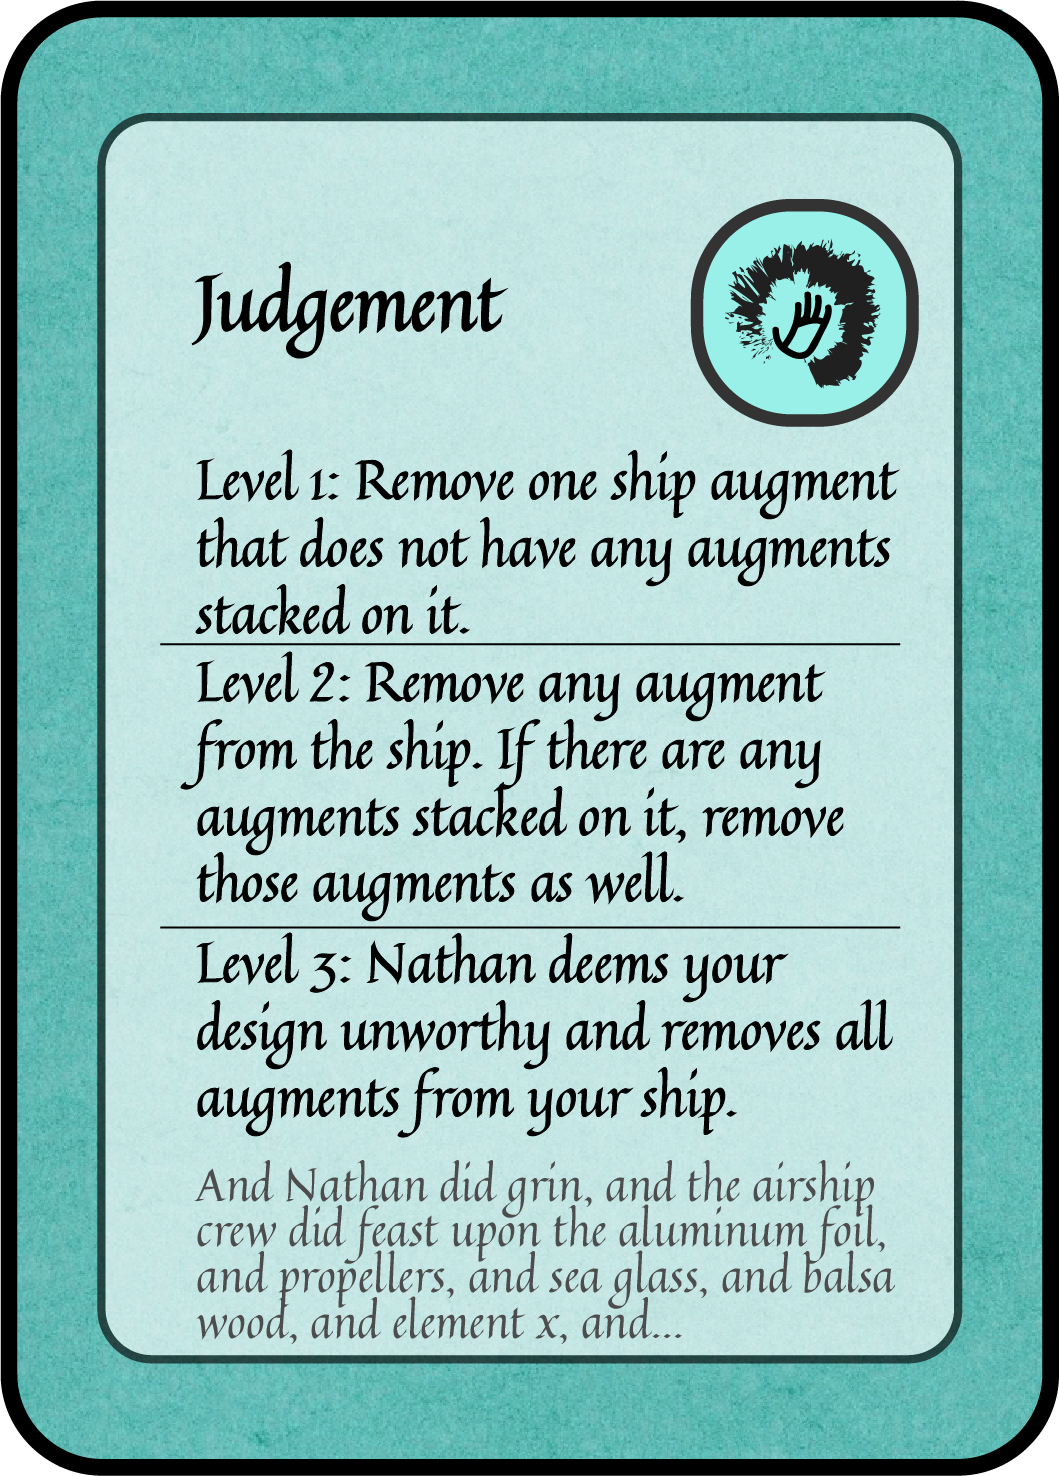 Judgement
Level 1: Remove one ship augment
that does not have any augments
stacked on it.
Level 2: Remove any augment
from the ship. If there are any
augments stacked on it, remove
those augments as well.
Level 3: Nathan deems your
design unworthy and removes all
augments from your ship.
And Nathan did grin, and the airship
crew did feast upon the aluminum foil,
and propellers, and sea glass, and balsa
wood, and element x, and...